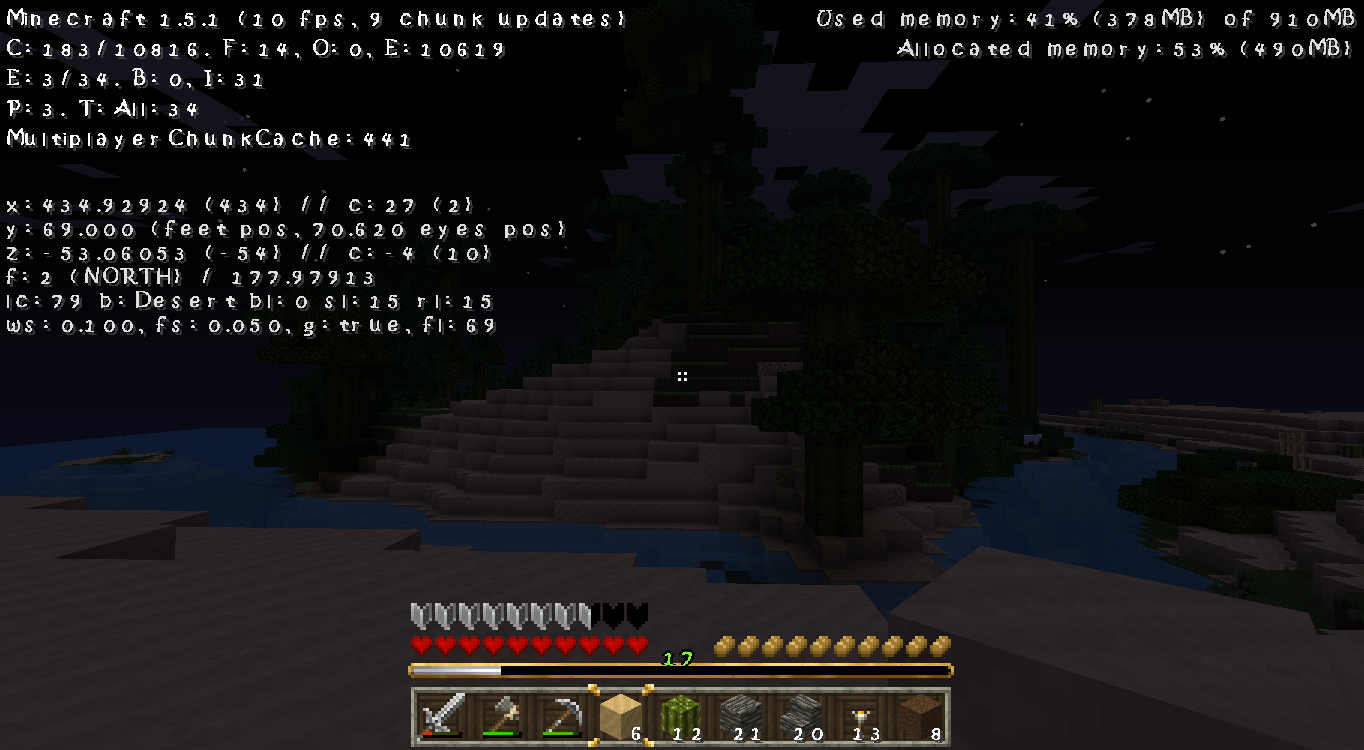 Minecraft 1.5.1 (10 fps, 9 chunk updates)
Used memory: 41% (378MB) of 910MB
C: 183/10816. F: 14, O: 0, E: 10619
Allocated memory: 53% (490MB)
E: 3/34. B: 0, I: 31
P: 3. T: All: 34
MultiplayerChunkCache: 441
x: 434.92924 (434) // c: 27 (2)
y: 69.000 (feet pos, 70.620 eyes pos)
z: -53.06053 (-54) // c: -4 (10)
f: 2 (NORTH) / 177.97913
lc: 79 b: Desert bl: 0 sl: 15 rl: 15
ws: 0.100, fs: 0.050, g: true, fl: 69
17
6 12 21 20 13 8